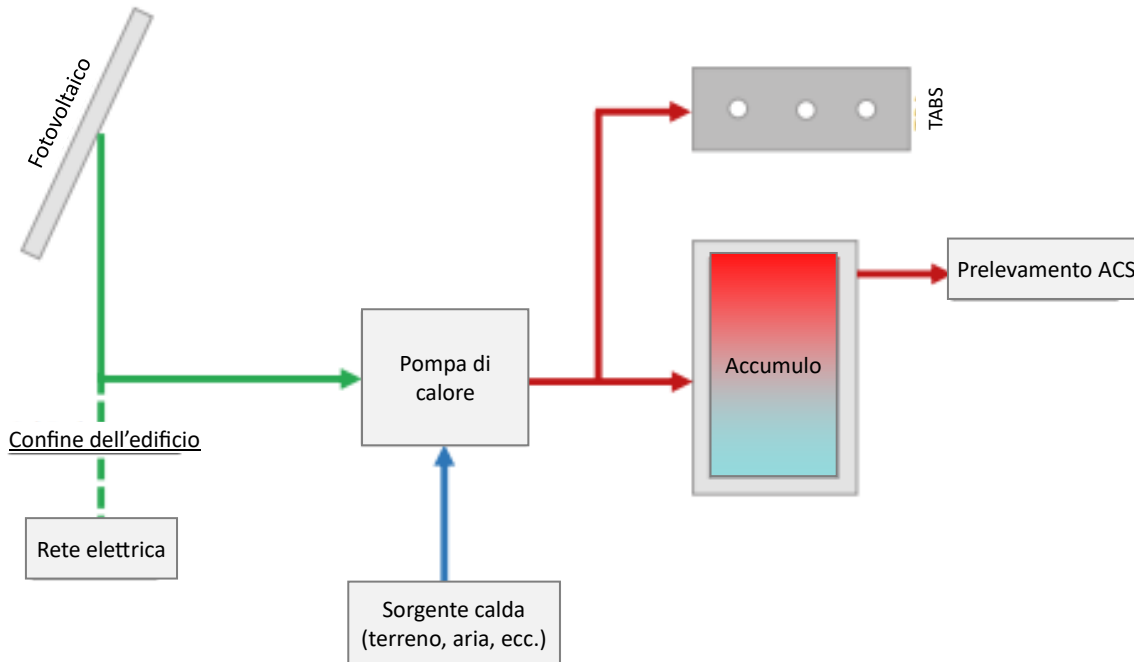 Fotovoltaico
TABS
Prelevamento ACS
Pompa di
calore
Accumulo
Confine dell’edificio
Rete elettrica
Sorgente calda
(terreno, aria, ecc.)